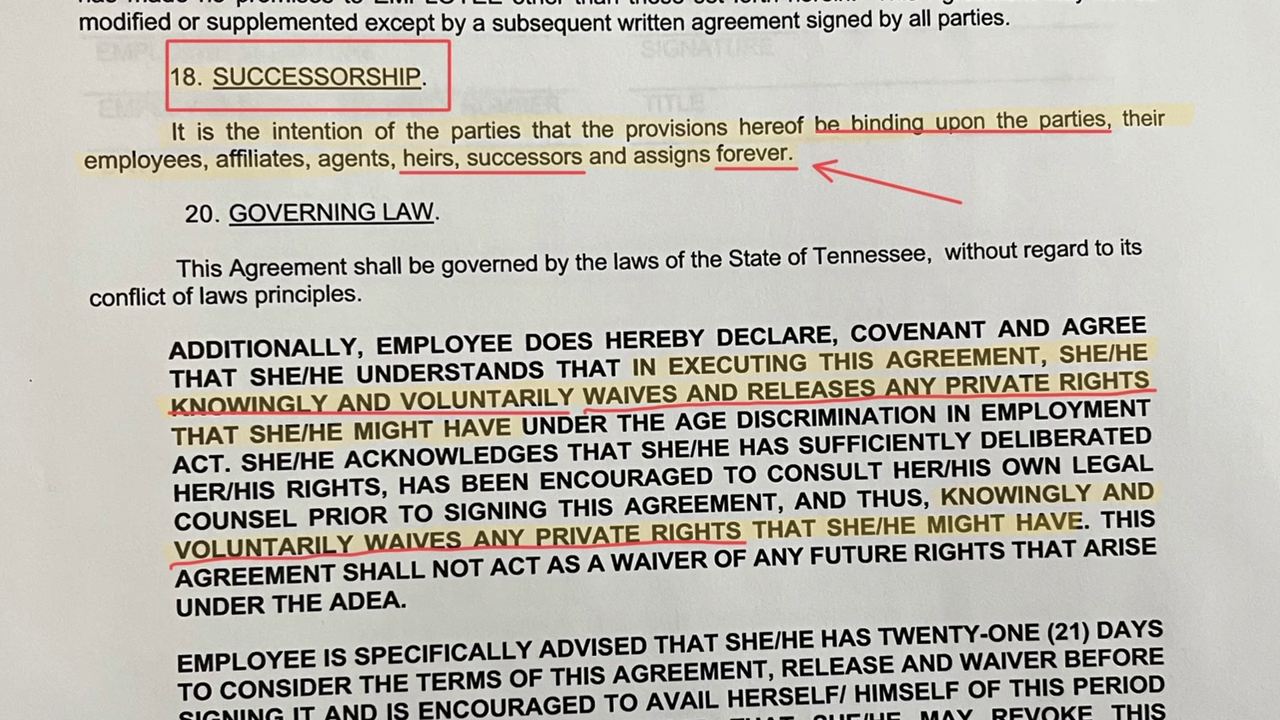 modified or supplemented except by a subsequent written agreement signed by all parties.
SIGNATURE
18. SUCCESSORSHIP.
TITLE
It is the intention of the parties that the provisions hereof be binding upon the parties, their
employees, affiliates, agents, heirs, successors and assigns forever.
20. GOVERNING LAW.
This Agreement shall be governed by the laws of the State of Tennessee, without regard to its
conflict of laws principles.
ADDITIONALLY, EMPLOYEE DOES HEREBY DECLARE, COVENANT AND AGREE
THAT SHE/HE UNDERSTANDS THAT IN EXECUTING THIS AGREEMENT, SHE/HE
KNOWINGLY AND VOLUNTARILY WAIVES AND RELEASES ANY PRIVATE RIGHTS
THAT SHE/HE MIGHT HAVE UNDER THE AGE DISCRIMINATION IN EMPLOYMENT
ACT. SHE/HE ACKNOWLEDGES THAT SHE/HE HAS SUFFICIENTLY DELIBERATED
HER/HIS RIGHTS, HAS BEEN ENCOURAGED TO CONSULT HER/HIS OWN LEGAL
COUNSEL PRIOR TO SIGNING THIS AGREEMENT, AND THUS, KNOWINGLY AND
VOLUNTARILY WAIVES ANY PRIVATE RIGHTS THAT SHE/HE MIGHT HAVE. THIS
AGREEMENT SHALL NOT ACT AS A WAIVER OF ANY FUTURE RIGHTS THAT ARISE
UNDER THE ADEA.
EMPLOYEE IS SPECIFICALLY ADVISED THAT SHE/HE HAS TWENTY-ONE (21) DAYS
TO CONSIDER THE TERMS OF THIS AGREEMENT, RELEASE AND WAIVER BEFORE
SIGNING IT AND IS ENCOURAGED TO AVAIL HERSELF/ HIMSELF OF THIS PERIOD
THAT SHE/HE MAY REVOKE THIS